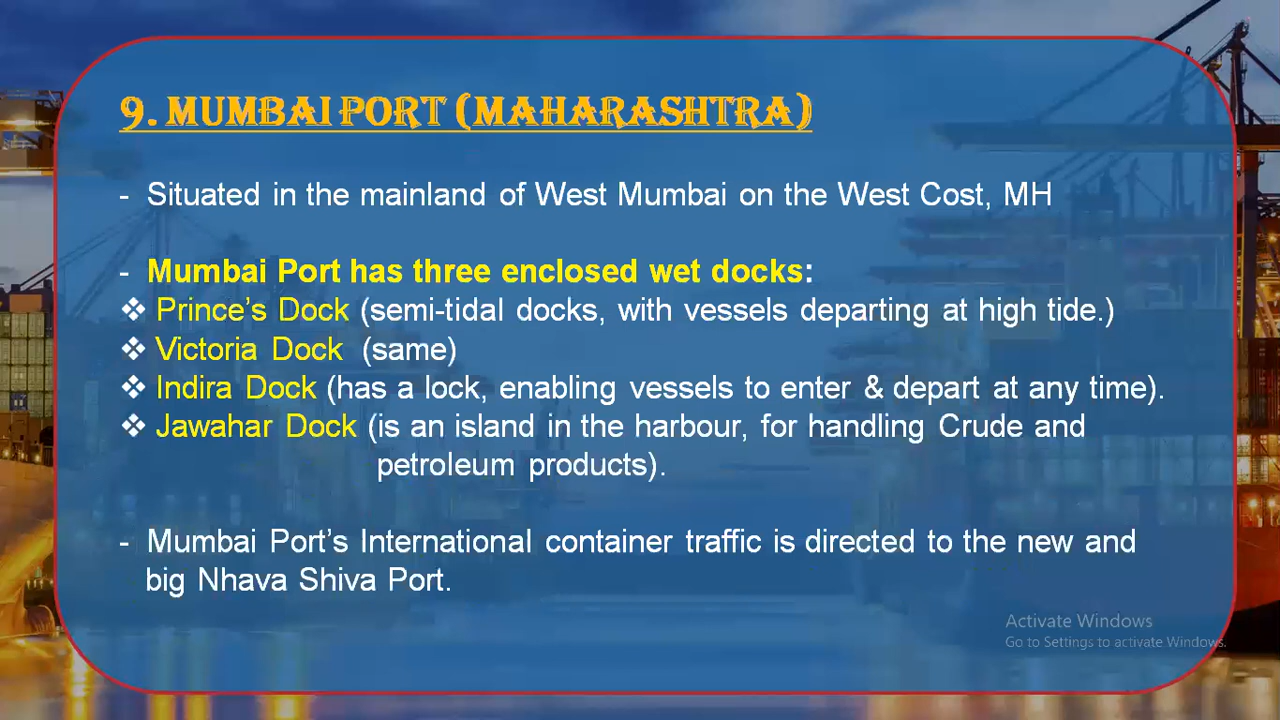 9. MUMBAI PORT (MAHARASHTRA)
- Situated in the mainland of West Mumbai on the West Cost, MH
- Mumbai Port has three enclosed wet docks:
❖ Prince’s Dock (semi-tidal docks, with vessels departing at high tide.)
❖ Victoria Dock (same)
❖ Indira Dock (has a lock, enabling vessels to enter & depart at any time).
❖ Jawahar Dock (is an island in the harbour, for handling Crude and
petroleum products).
- Mumbai Port’s International container traffic is directed to the new and
big Nhava Shiva Port.
Activate Windows
Go to Settings to activate Windows.